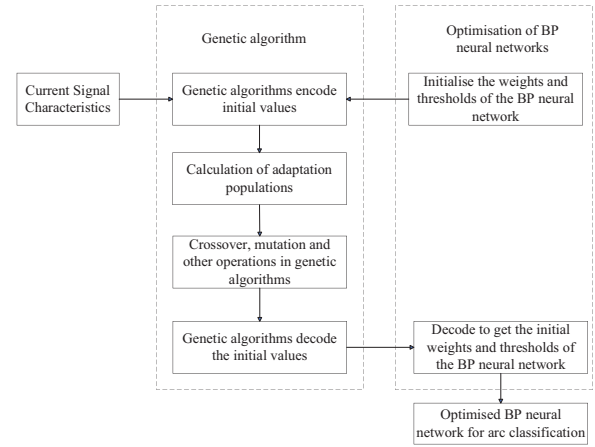 Genetic algorithm
Optimisation of BP
neural networks
Current Signal
Characteristics
Genetic algorithms encode
initial values
Initialise the weights and
thresholds of the BP neural
network
Calculation of adaptation
populations
Crossover, mutation and
other operations in genetic
algorithms
Genetic algorithms decode
the initial values
Decode to get the initial
weights and thresholds of
the BP neural network
Optimised BP neural
network for arc classification